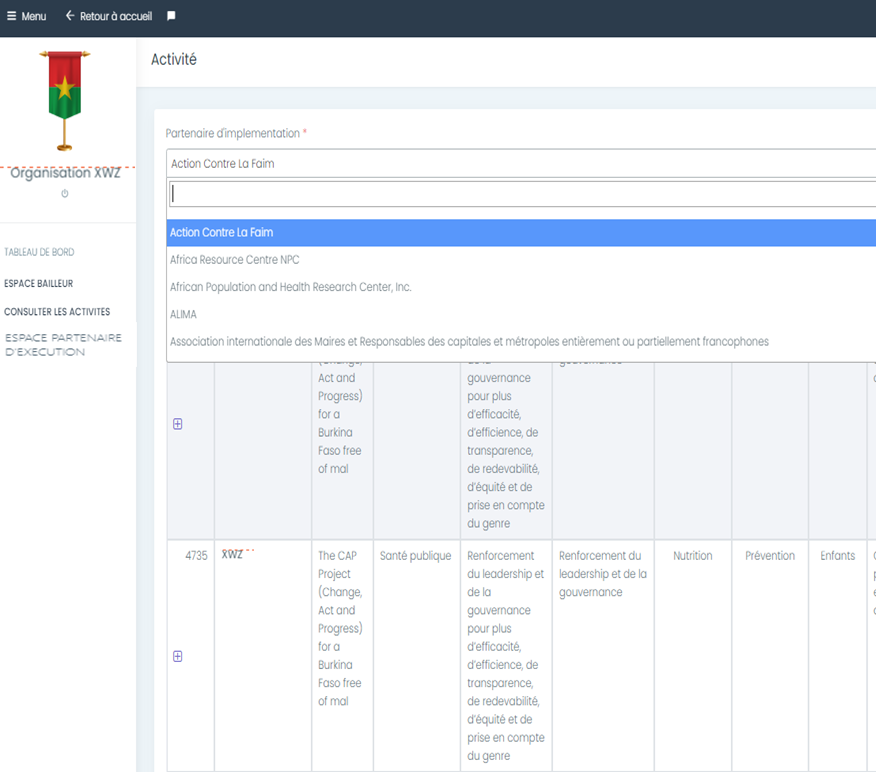 Menu
Retour à accueil
Activité
Organisation XWZ
TABLEAU DE BORD
ESPACE BAILLEUR
CONSULTER LES ACTIVITES
ESPACE PARTENAIRE
D'EXECUTION
Partenaire d'implementation *
Action Contre La Faim
Action Contre La Faim
Africa Resource Centre NPC
African Population and Health Research Center, Inc.
ALIMA
Association internationale des Maires et Responsables des capitales et métropoles entièrement ou partiellement francophones
(Change,
Act and
Progress)
for a
Burkina
Faso free
of mal
de la
gouvernance
pour plus
d'efficacité,
d'efficience, de
transparence,
de redevabilité,
d'équité et de
prise en compte
du genre
gouvernance
4735
XWZ
The CAP
Project
(Change,
Act and
Progress)
for a
Burkina
Faso free
of mal
Santé publique
Renforcement
du leadership et
de la
gouvernance
pour plus
d'efficacité,
d'efficience, de
transparence,
de redevabilité,
d'équité et de
prise en compte
du genre
Renforcement du
leadership et de la
gouvernance
Nutrition
Prévention
Enfants